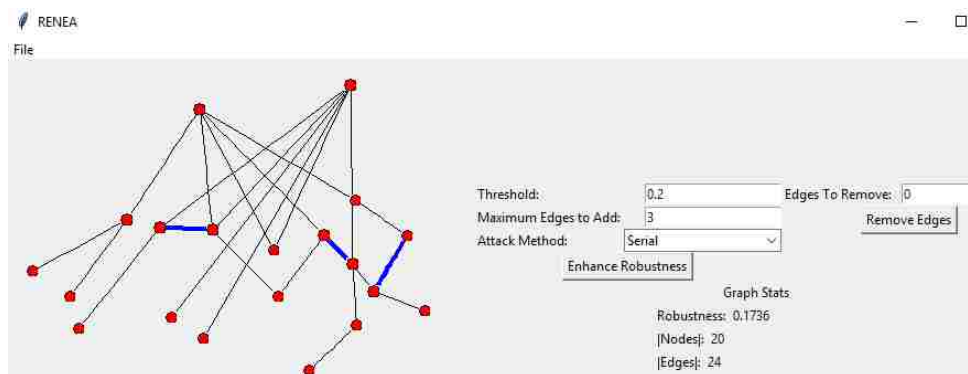 RENEA
File
Threshold: 0.2 Edges To Remove: 0
Maximum Edges to Add: 3 Remove Edges
Attack Method: Serial
Enhance Robustness
Graph Stats
Robustness: 0.1736
|Nodes|: 20
|Edges|: 24